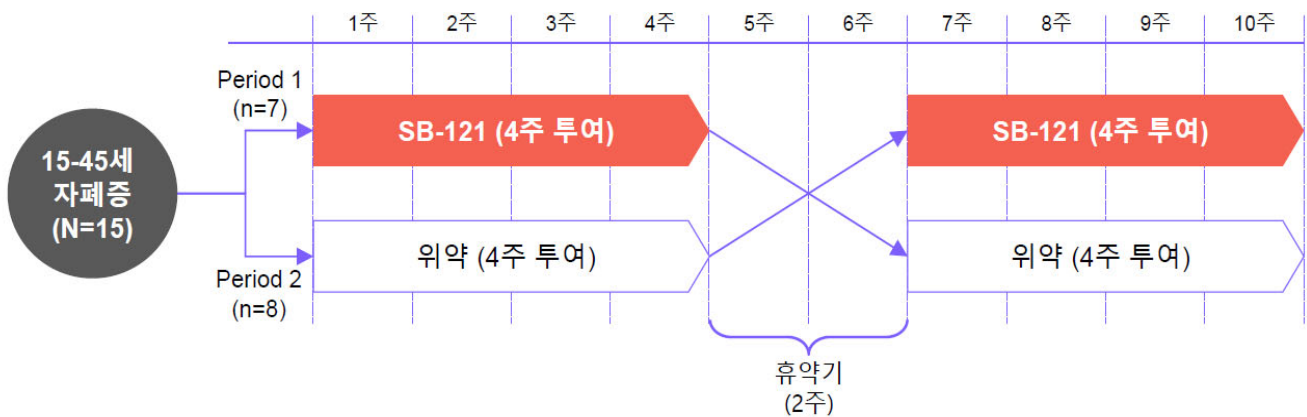 1주 2주 3주 4주 5주 6주 7주 8주 9주 10주
Period 1
(n=7)
SB-121 (4주 투여)
SB-121 (4주 투여)
15-45세
자폐증
(N=15)
위약 (4주 투여)
위약 (4주 투여)
Period 2
(n=8)
휴약기
(2주)